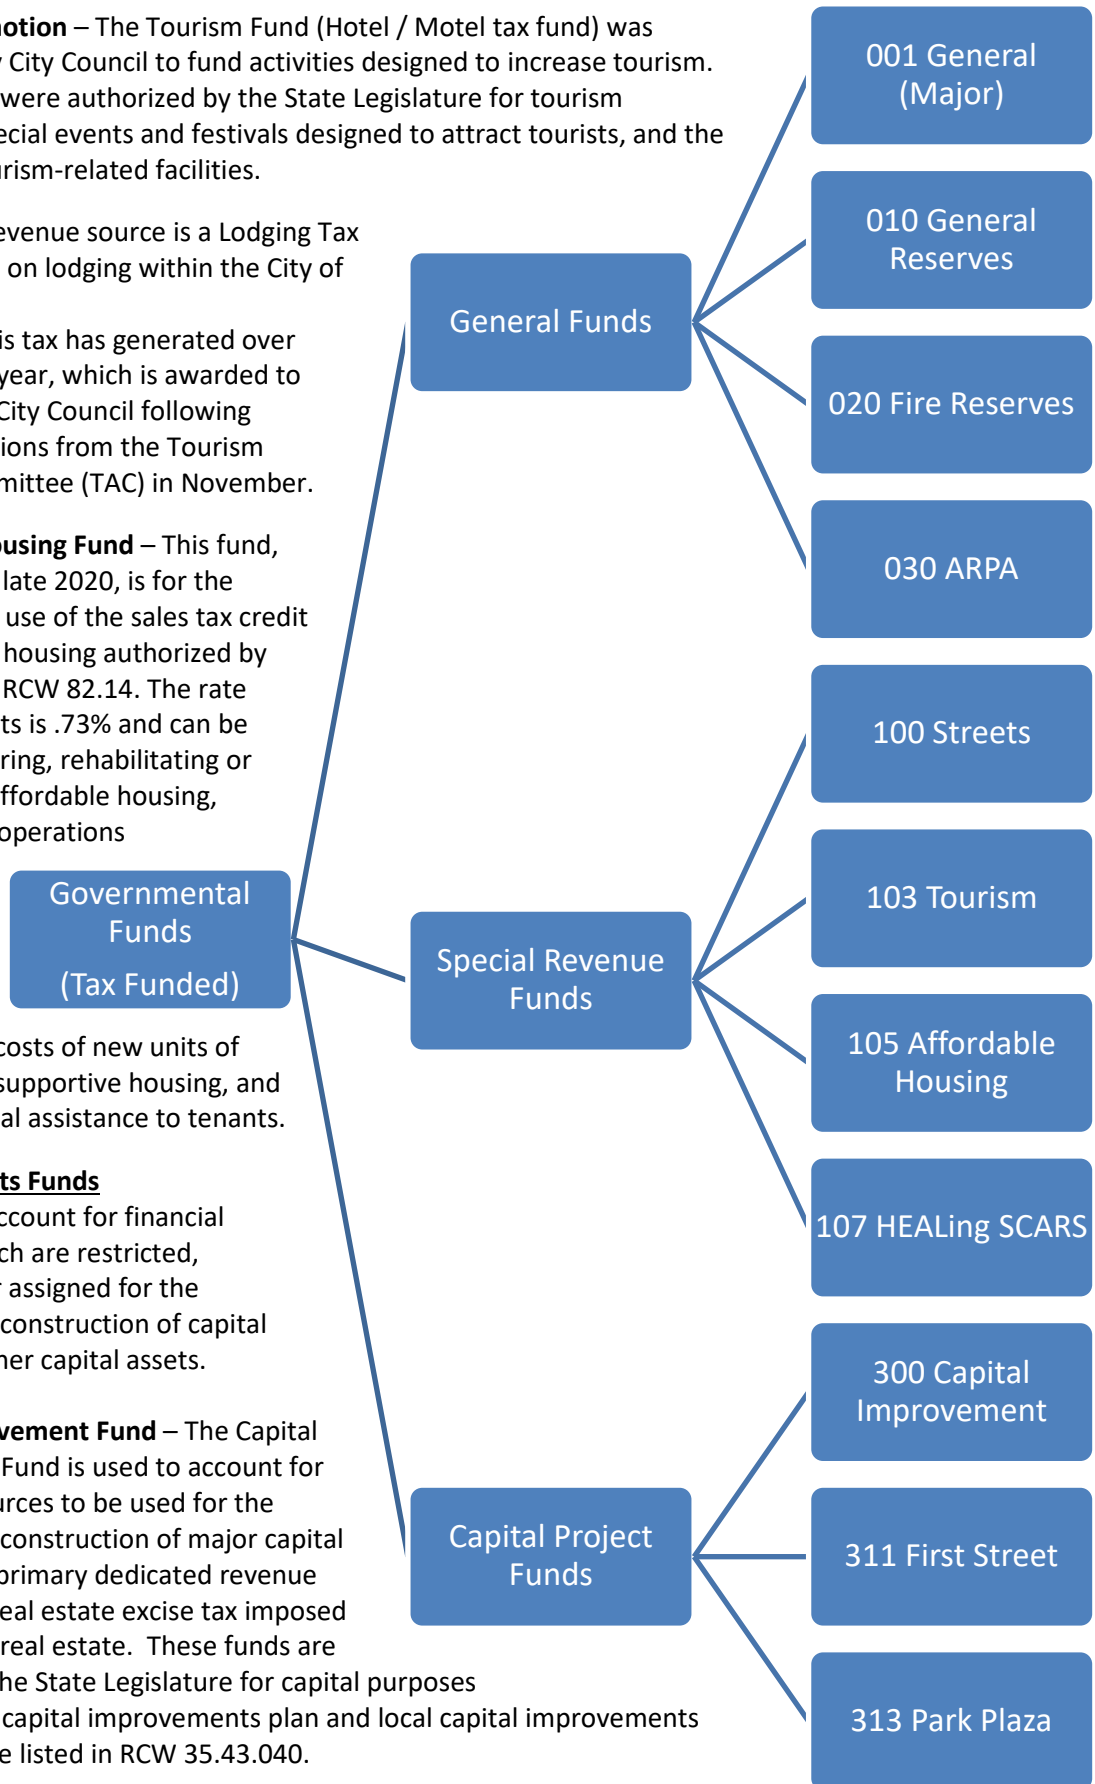 otion – The Tourism Fund (Hotel / Motel tax fund) was
y City Council to fund activities designed to increase tourism.
were authorized by the State Legislature for tourism
ecial events and festivals designed to attract tourists, and the
urism-related facilities.
evenue source is a Lodging Tax
on lodging within the City of
is tax has generated over
year, which is awarded to
City Council following
tions from the Tourism
mittee (TAC) in November.
ousing Fund – This fund,
late 2020, is for the
use of the sales tax credit
housing authorized by
RCW 82.14. The rate
ts is .73% and can be
ring, rehabilitating or
ffordable housing,
operations
costs of new units of
supportive housing, and
al assistance to tenants.
ts Funds
ccount for financial
ch are restricted,
r assigned for the
construction of capital
her capital assets.
vement Fund – The Capital
Fund is used to account for
urces to be used for the
construction of major capital
primary dedicated revenue
eal estate excise tax imposed
real estate. These funds are
he State Legislature for capital purposes
capital improvements plan and local capital improvements
e listed in RCW 35.43.040.
Governmental
Funds
(Tax Funded)
General Funds
001 General
(Major)
010 General
Reserves
020 Fire Reserves
030 ARPA
Special Revenue
Funds
100 Streets
103 Tourism
105 Affordable
Housing
107 HEALing SCARS
Capital Project
Funds
300 Capital
Improvement
311 First Street
313 Park Plaza